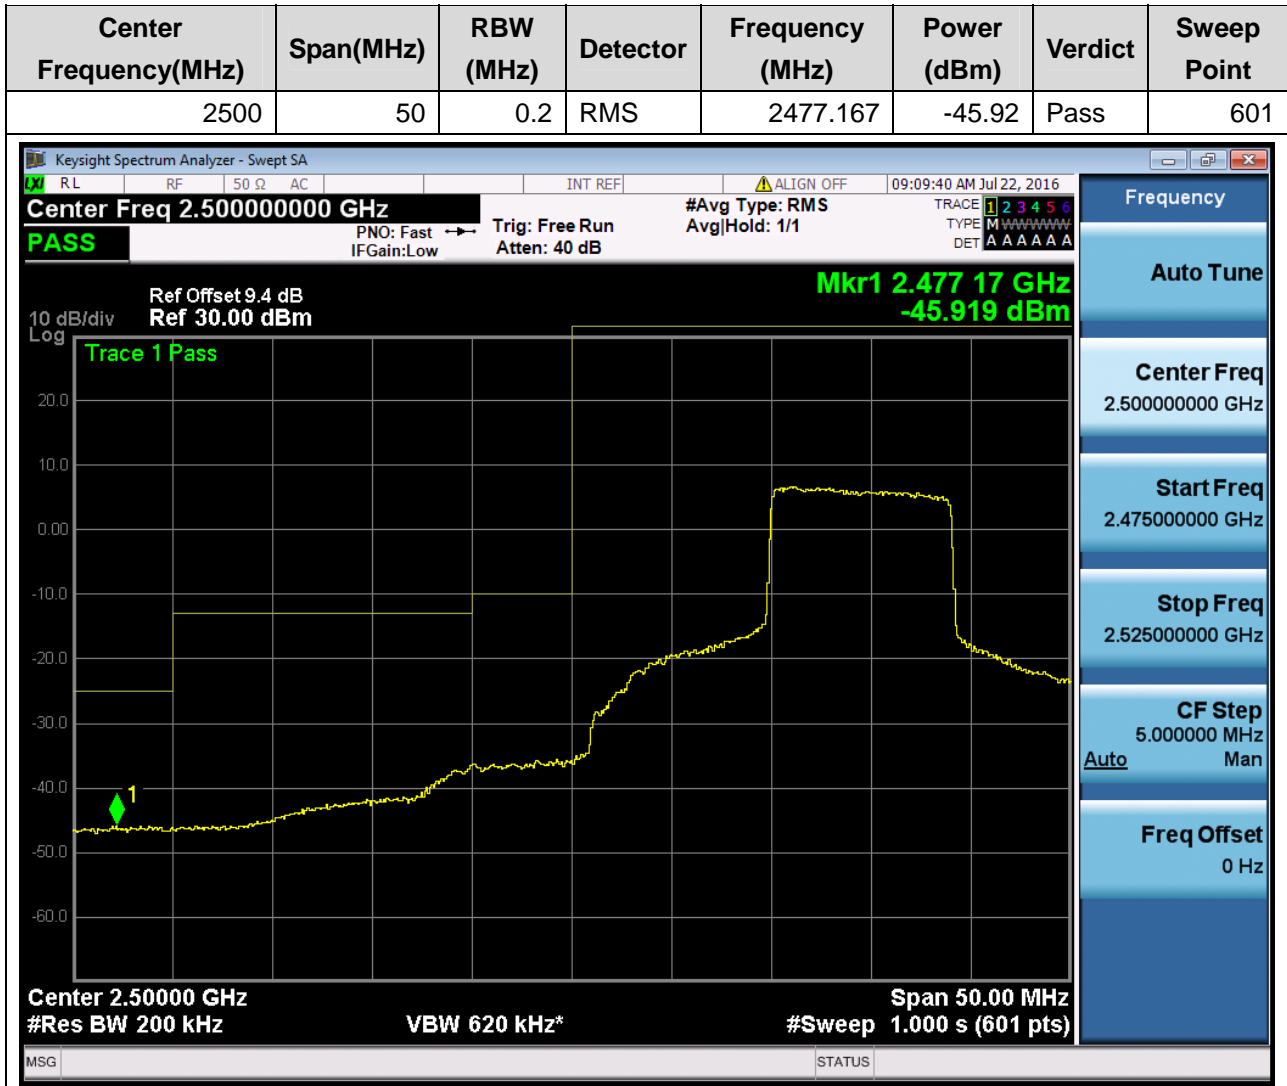 Center Frequency(MHz) Span(MHz) RBW (MHz) Detector Frequency (MHz) Power (dBm) Verdict Sweep Point
2500 50 0.2 RMS 2477.167 -45.92 Pass 601
Keysight Spectrum Analyzer - Swept SA
LXI RL RF 50 Ω AC INT REF ALIGN OFF 09:09:40 AM Jul 22, 2016
Center Freq 2.500000000 GHz
PASS
PNO: Fast
IFGain:Low
Trig: Free Run
Atten: 40 dB
#Avg Type: RMS
Avg|Hold: 1/1
TRACE 1 2 3 4 5 6
TYPE M WWWWW
DET A A A A A A
Mkr1 2.477 17 GHz
-45.919 dBm
Ref Offset 9.4 dB
10 dB/div Ref 30.00 dBm
Log
Trace 1 Pass
20.0
10.0
0.00
-10.0
-20.0
-30.0
-40.0
1
-50.0
-60.0
Center 2.50000 GHz Span 50.00 MHz
#Res BW 200 kHz VBW 620 kHz* #Sweep 1.000 s (601 pts)
MSG STATUS
Frequency
Auto Tune
Center Freq
2.500000000 GHz
Start Freq
2.475000000 GHz
Stop Freq
2.525000000 GHz
CF Step
5.000000 MHz
Auto Man
Freq Offset
0 Hz